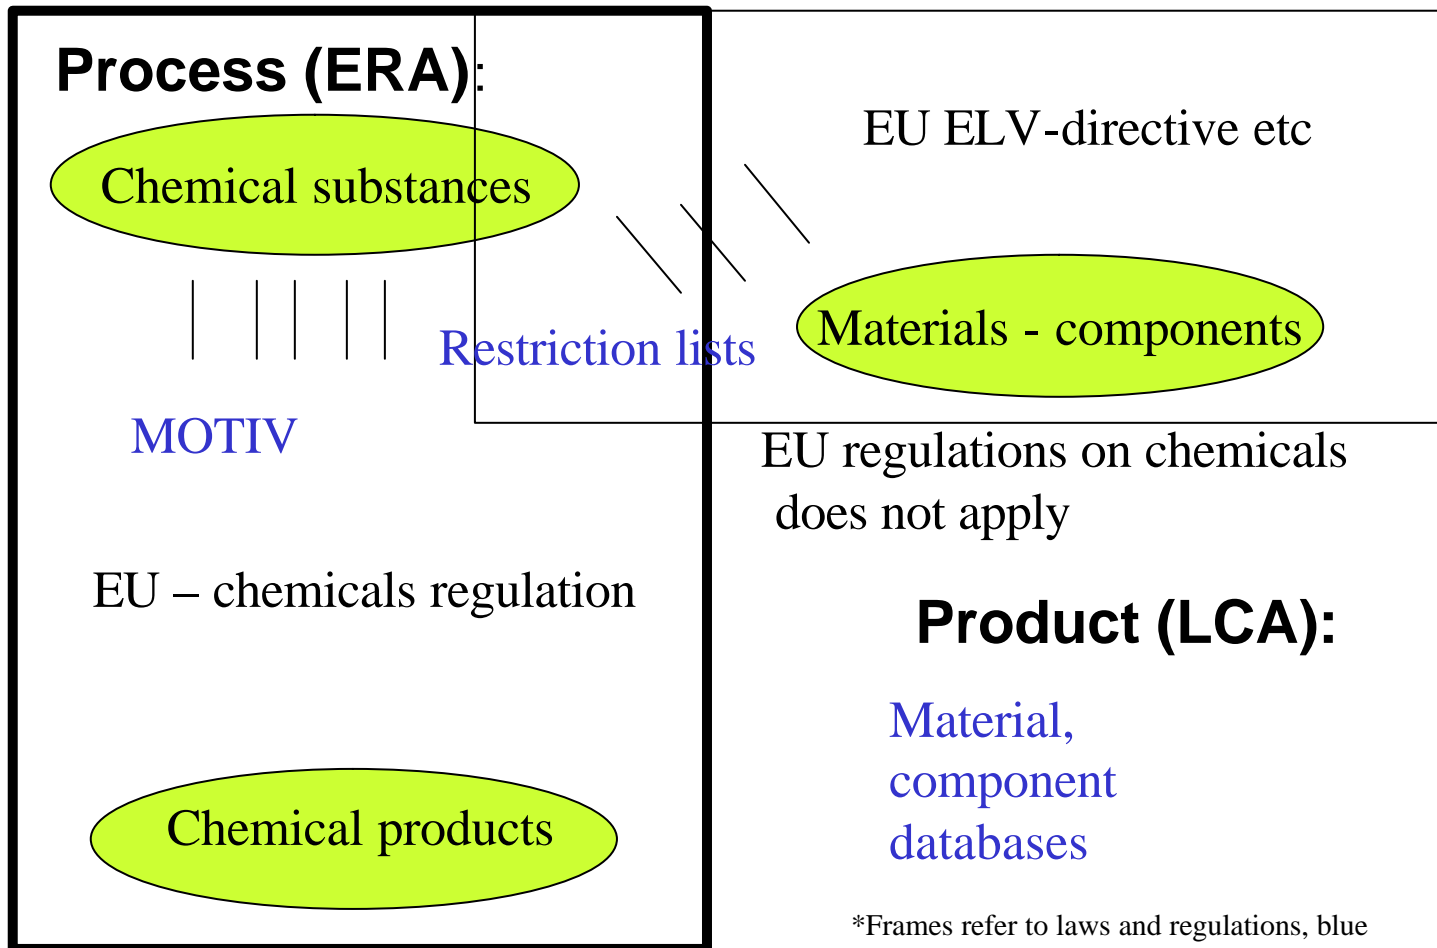 Process (ERA):
Chemical substances
EU ELV-directive etc
Materials - components
Restriction lists
MOTIV
EU regulations on chemicals
does not apply
EU – chemicals regulation
Product (LCA):
Material,
component
databases
Chemical products
*Frames refer to laws and regulations, blue